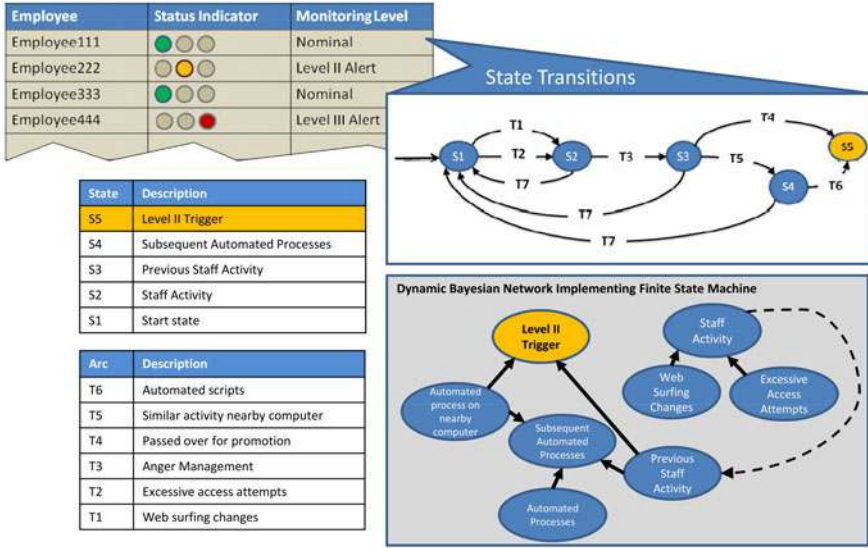 Employee Status Indicator Monitoring Level
Employee111 Nominal
Employee222 Level II Alert
Employee333 Nominal
Employee444 Level III Alert
State Transitions
T1
T4
S1 T2 S2 T3 S3 T5 S5
T7
S4 T6
T7
T7
State Description
S5 Level II Trigger
S4 Subsequent Automated Processes
S3 Previous Staff Activity
S2 Staff Activity
S1 Start state
Arc Description
T6 Automated scripts
T5 Similar activity nearby computer
T4 Passed over for promotion
T3 Anger Management
T2 Excessive access attempts
T1 Web surfing changes
Dynamic Bayesian Network Implementing Finite State Machine
Level II
Trigger
Staff
Activity
Web
Surfing
Changes
Excessive
Access
Attempts
Automated
process on
nearby
computer
Subsequent
Automated
Processes
Previous
Staff
Activity
Automated
Processes